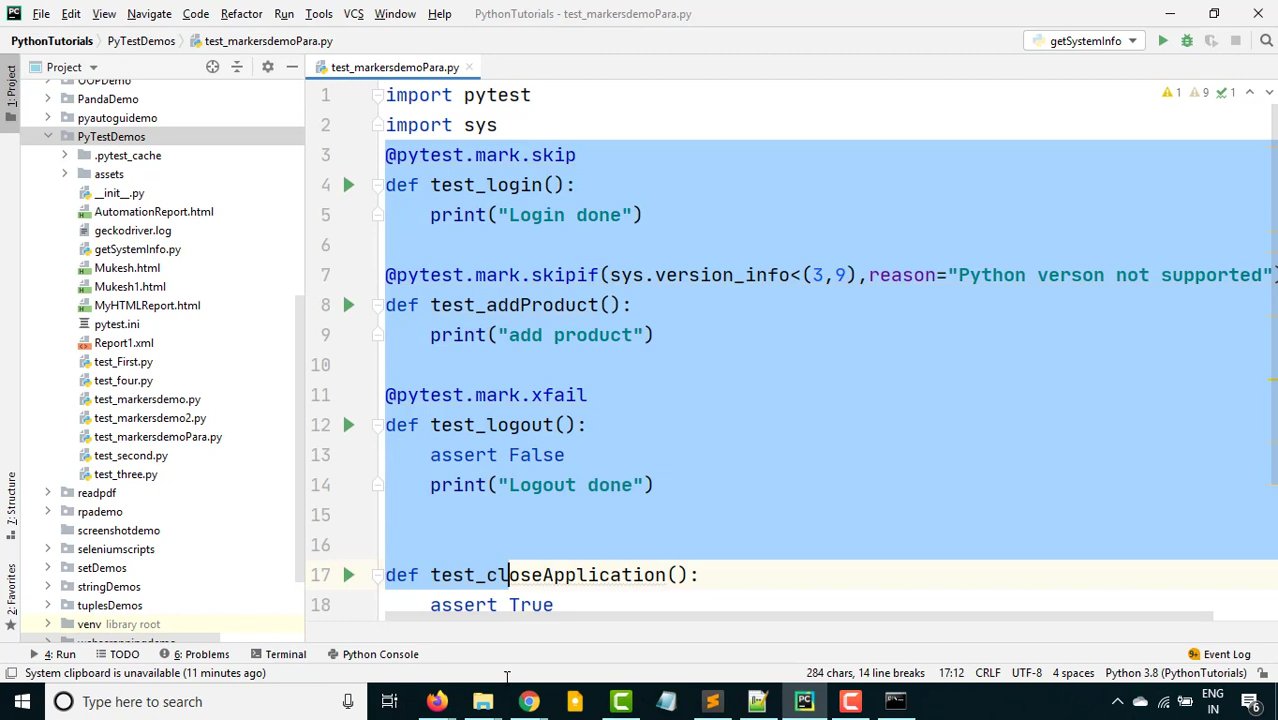 File Edit View Navigate Code Refactor Run Tools VCS Window Help PythonTutorials - test_markersdemoPara.py
PythonTutorials PyTestDemos test_markersdemoPara.py getSystemInfo
Project test_markersdemoPara.py
1: Project
7: Structure
2: Favorites
OOPDemo
PandaDemo
pyautoguidemo
PyTestDemos
.pytest_cache
assets
__init__.py
AutomationReport.html
geckodriver.log
getSystemInfo.py
Mukesh.html
Mukesh1.html
MyHTMLReport.html
pytest.ini
Report1.xml
test_First.py
test_four.py
test_markersdemo.py
test_markersdemo2.py
test_markersdemoPara.py
test_second.py
test_three.py
readpdf
rpademo
screenshotdemo
seleniumscripts
setDemos
stringDemos
tuplesDemos
venv library root
1 9 1
1 import pytest
2 import sys
3 @pytest.mark.skip
4 def test_login():
5 print("Login done")
6
7 @pytest.mark.skipif(sys.version_info<(3,9),reason="Python verson not supported")
8 def test_addProduct():
9 print("add product")
10
11 @pytest.mark.xfail
12 def test_logout():
13 assert False
14 print("Logout done")
15
16
17 def test_closeApplication():
18 assert True
4: Run TODO 6: Problems Terminal Python Console Event Log
System clipboard is unavailable (11 minutes ago) 284 chars, 14 line breaks 17:12 CRLF UTF-8 4 spaces Python 3.8 (PythonTutorials)
Type here to search ENG
IN 6